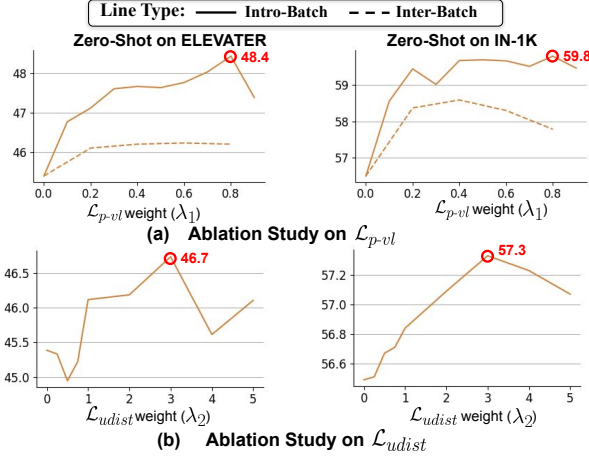 Line Type: Intro-Batch Inter-Batch
Zero-Shot on ELEVATER Zero-Shot on IN-1K
48.4 59.8
48 47 46
59 58 57
0.0 0.2 0.4 0.6 0.8
0.0 0.2 0.4 0.6 0.8
ℒp-vl weight (λ1) ℒp-vl weight (λ1)
(a) Ablation Study on ℒp-vl
46.7 57.3
46.5 46.0 45.5 45.0
57.2 57.0 56.8 56.6
0 1 2 3 4 5
0 1 2 3 4 5
ℒudist weight (λ2) ℒudist weight (λ2)
(b) Ablation Study on ℒudist